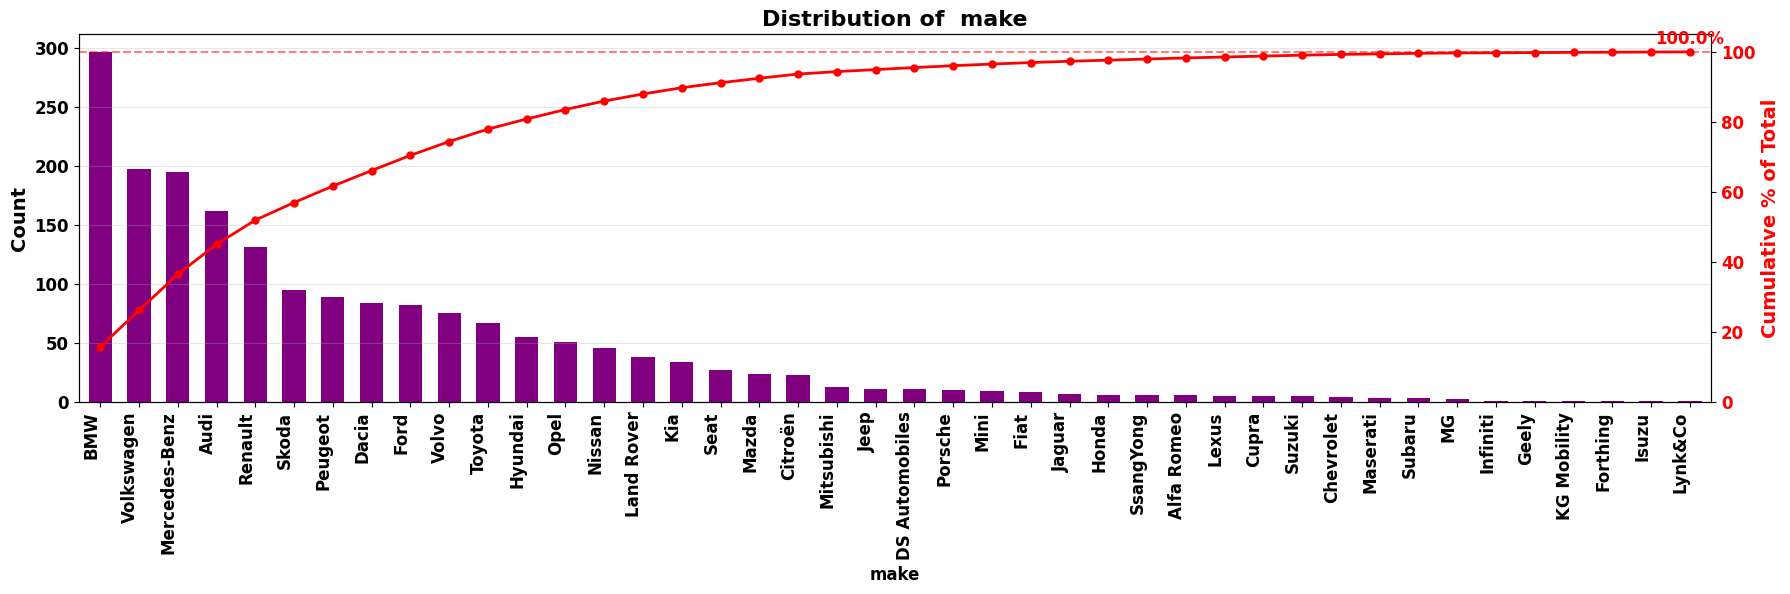 Distribution of  make
100.0%
300
250
200
150
100
50
0
Count
100
80
60
40
20
0
Cumulative % of Total
BMW
Volkswagen
Mercedes-Benz
Audi
Renault
Skoda
Peugeot
Dacia
Ford
Volvo
Toyota
Hyundai
Opel
Nissan
Land Rover
Kia
Seat
Mazda
Citroën
Mitsubishi
Jeep
DS Automobiles
Porsche
Mini
Fiat
Jaguar
Honda
SsangYong
Alfa Romeo
Lexus
Cupra
Suzuki
Chevrolet
Maserati
Subaru
MG
Infiniti
Geely
KG Mobility
Forthing
Isuzu
Lynk&Co
make